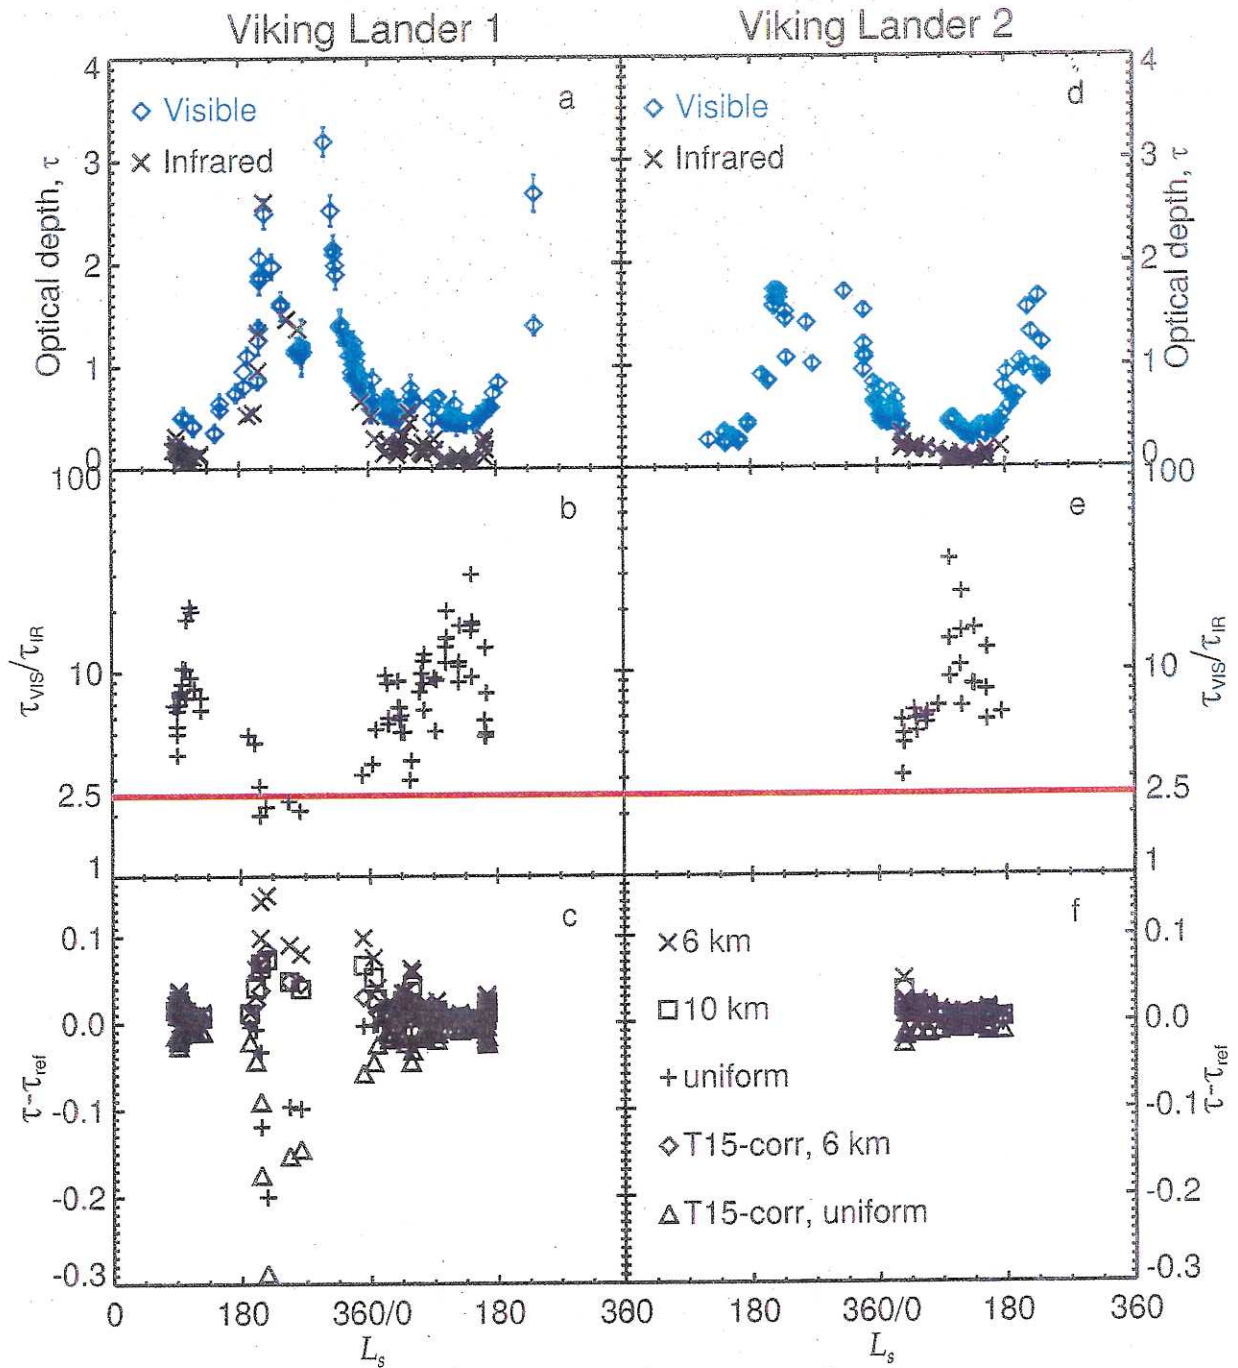 Viking Lander 1
Viking Lander 2
4
3
2
1
0
Optical depth, τ
◇ Visible
× Infrared
a
◇ Visible
× Infrared
d
4
3
2
1
0
Optical depth, τ
100
10
2.5
1
τVIS/τIR
b
e
100
10
2.5
1
τVIS/τIR
0.1
0.0
-0.1
-0.2
-0.3
τ-τref
c
f
× 6 km
□ 10 km
+ uniform
◇ T15-corr, 6 km
△ T15-corr, uniform
0.1
0.0
-0.1
-0.2
-0.3
τ-τref
0 180 360/0 180 360 180 360/0 180 360
Ls
Ls